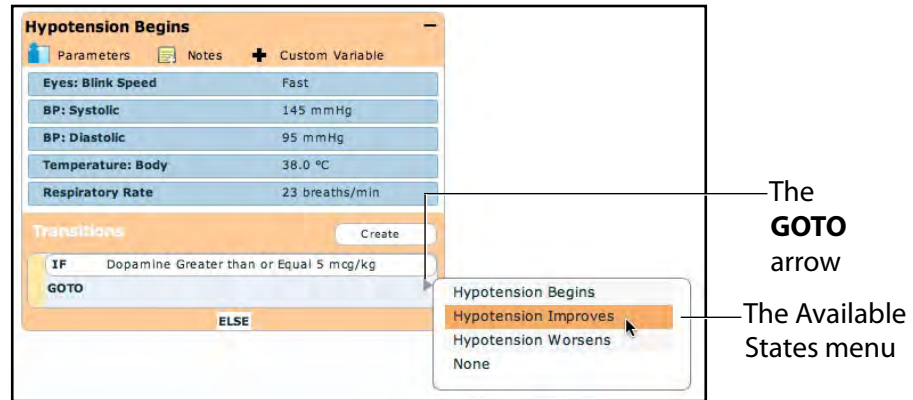 Hypotension Begins
Parameters Notes Custom Variable
Eyes: Blink Speed Fast
BP: Systolic 145 mmHg
BP: Diastolic 95 mmHg
Temperature: Body 38.0 °C
Respiratory Rate 23 breaths/min
Transitions Create
IF Dopamine Greater than or Equal 5 mcg/kg
GOTO
ELSE
Hypotension Begins
Hypotension Improves
Hypotension Worsens
None
The
GOTO
arrow
The Available
States menu